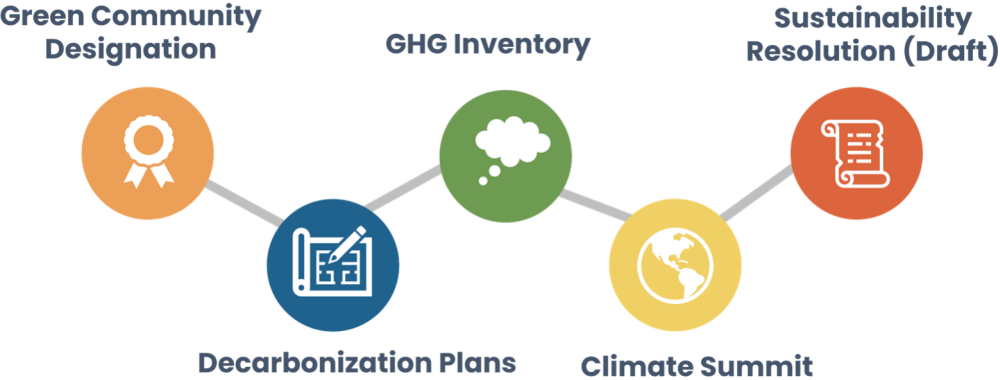 Green Community
Designation
Decarbonization Plans
GHG Inventory
Climate Summit
Sustainability
Resolution (Draft)